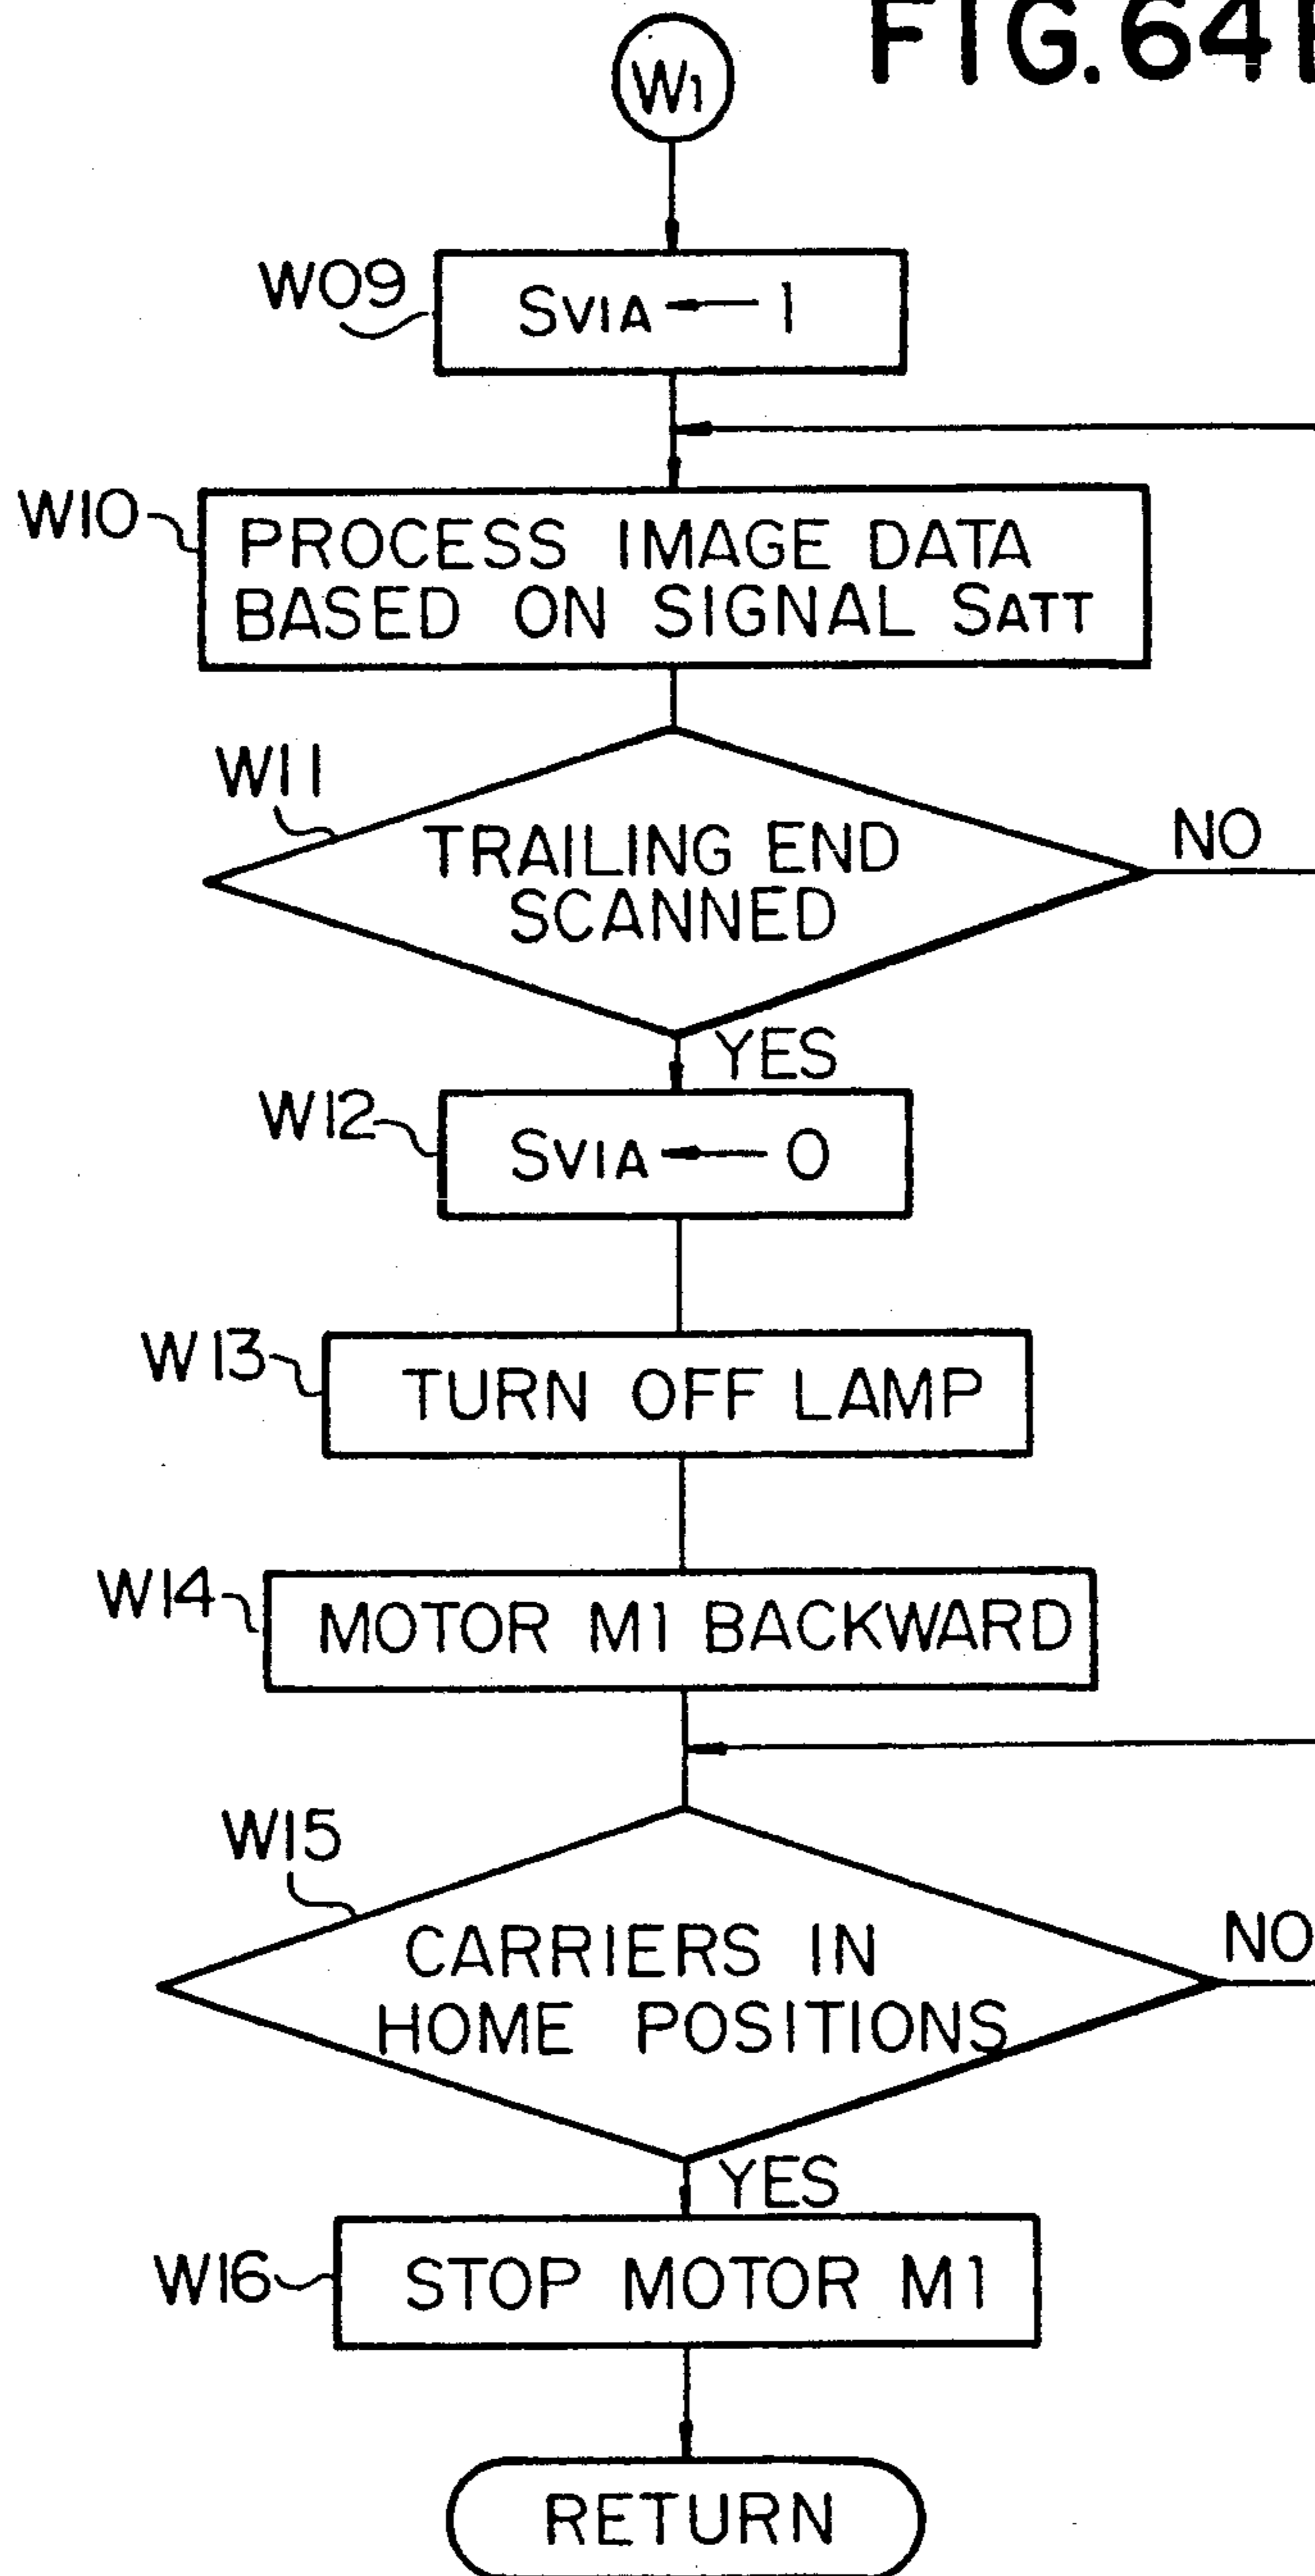 FIG.64
W1
W09
SVIA ← 1
W10
PROCESS IMAGE DATA
BASED ON SIGNAL SATT
W11
TRAILING END
SCANNED
NO
YES
W12
SVIA ← 0
W13
TURN OFF LAMP
W14
MOTOR M1 BACKWARD
W15
CARRIERS IN
HOME POSITIONS
NO
YES
W16
STOP MOTOR M1
RETURN